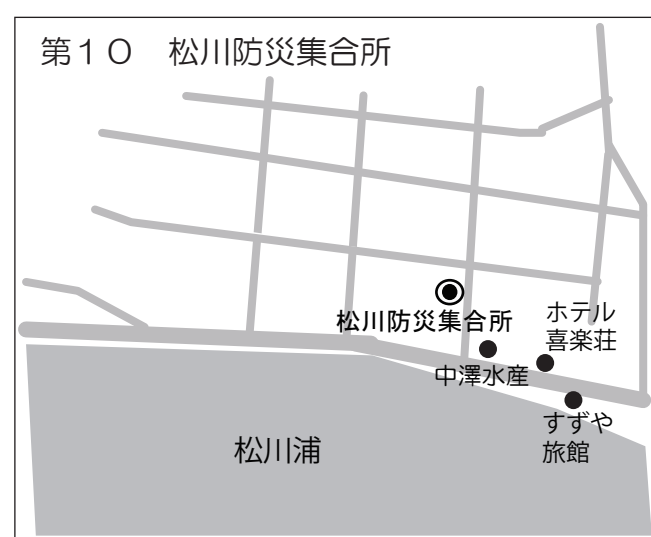 第１０　松川防災集合所
松川防災集合所
ホテル
喜楽荘
中澤水産
すずや
旅館
松川浦